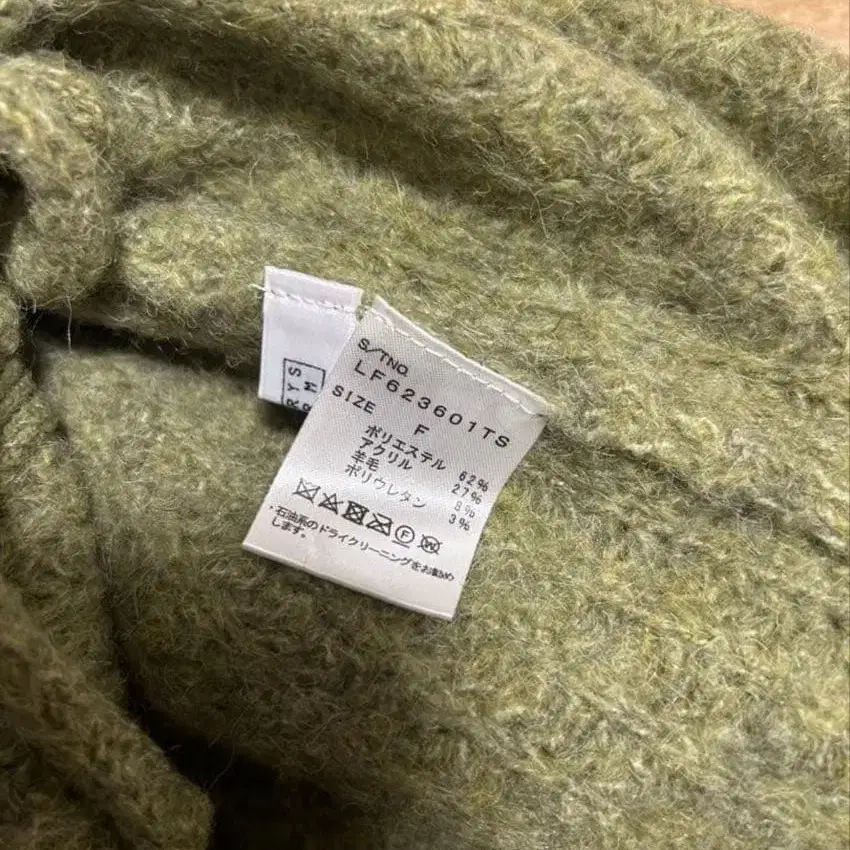 S/TNO.
LF623601TS
SIZE
F
ポリエステル 62%
アクリル 27%
羊毛 8%
ポリウレタン 3%
F W
・石油系のドライクリーニングをお勧め
します。
RYS
RM